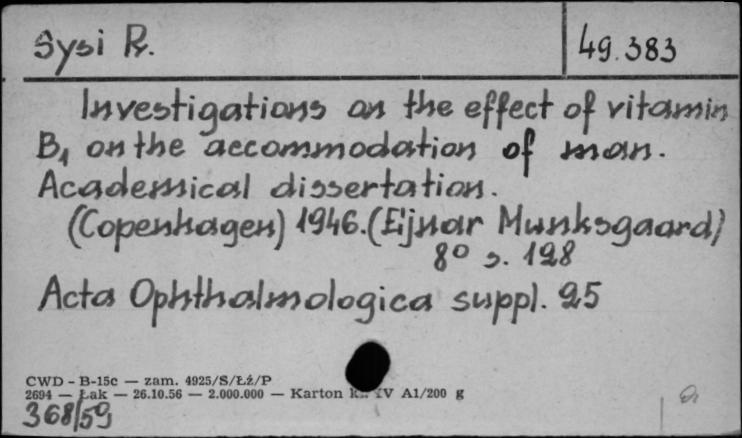 Sysi R.
49.383
Investigations on the effect of vitamin
B1 on the accommodation of man.
Academical dissertation.
(Copenhagen) 1946. (Eijnar Munksgaard)
8° s. 128
Acta Ophthalmologica suppl. 25
CWD - B-15c — zam. 4925/S/Łź/P
2694 — Łak — 26.10.56 — 2.000.000 — Karton IV A1/200 g
368/59